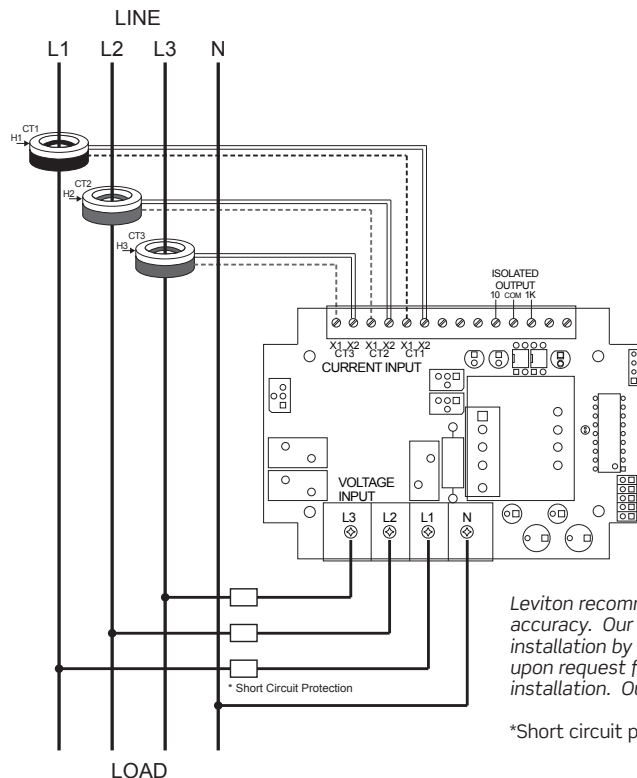 LINE
L1 L2 L3 N
CT1
H1
CT2
H2
CT3
H3
ISOLATED
OUTPUT
10 COM 1K
X1 X2 X1 X2 X1 X2
CT3 CT2 CT1
CURRENT INPUT
VOLTAGE
INPUT
L3 L2 L1 N
* Short Circuit Protection
LOAD
Leviton recomm
accuracy. Our
installation by
upon request f
installation. Ou
*Short circuit p